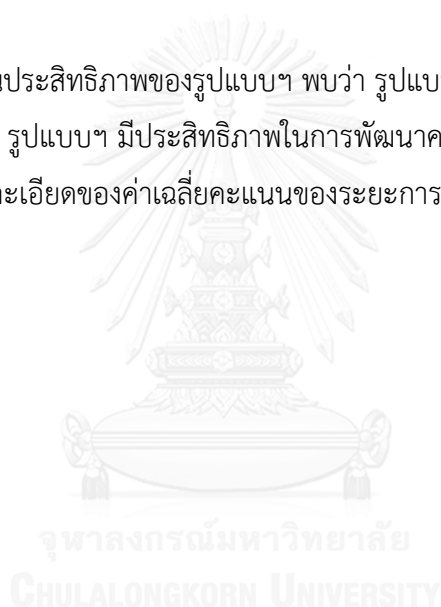 นประสิทธิภาพของรูปแบบฯ พบว่า รูปแบ
รูปแบบฯ มีประสิทธิภาพในการพัฒนาค
ะเอียดของค่าเฉลี่ยคะแนนของระยะการ
จุฬาลงกรณ์มหาวิทยาลัย
CHULALONGKORN UNIVERSITY